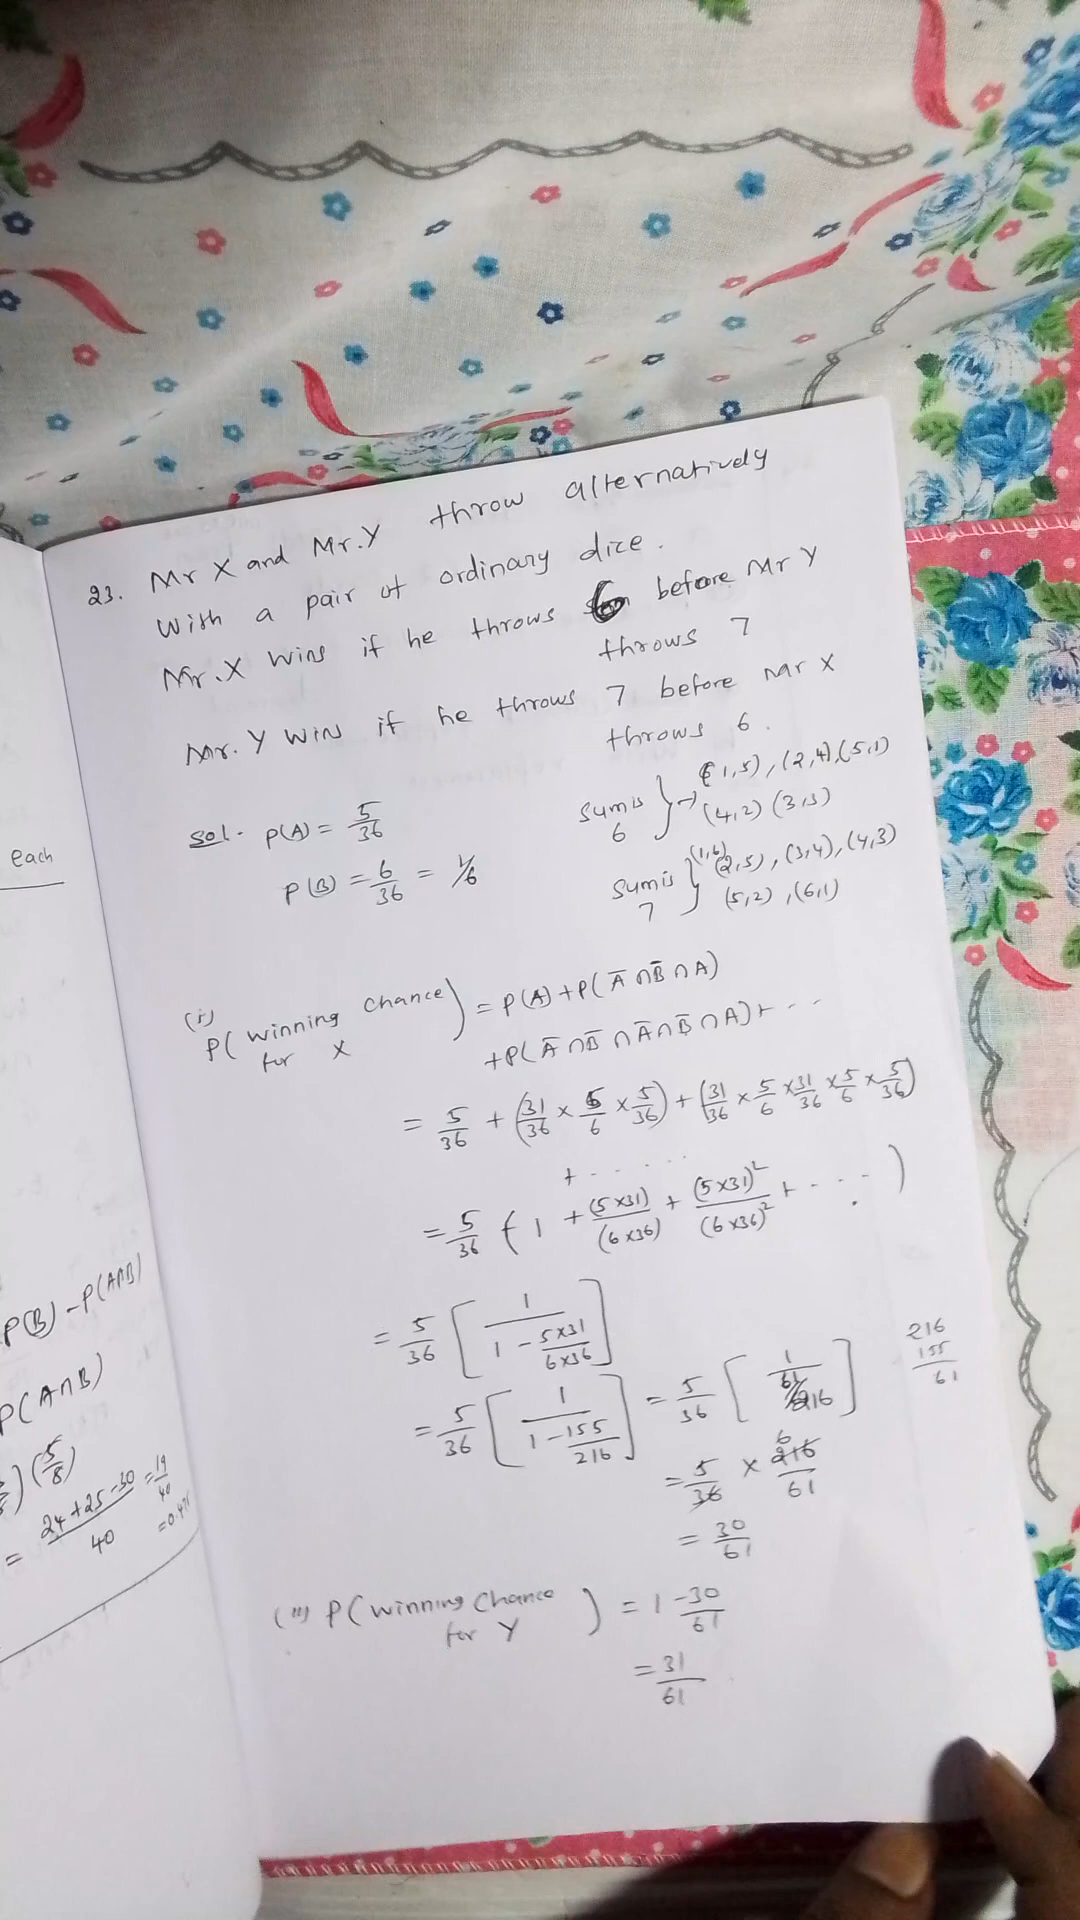 each
P(B) - P(A∩B)
P(A∩B)
) (5/8)
= 24+25-30/40 = 19/40
23. Mr X and Mr.Y throw alternatively
With a pair of ordinary dice.
Mr.X wins if he throws 6 before Mr Y
throws 7
Mr. Y win if he throws 7 before Mr X
throws 6.
sol- P(A) = 5/36
sum is 6 } → (1,5), (2,4), (5,1)
(4,2) (3,3)
P(B) = 6/36 = 1/6
sum is 7 } (1,6) (2,5), (3,4), (4,3)
(5,2), (6,1)
(i) P( winning chance for X ) = P(A) + P( Ā ∩ B̄ ∩ A)
+ P( Ā ∩ B̄ ∩ Ā ∩ B̄ ∩ A) + ...
= 5/36 + (31/36 × 5/6 × 5/36) + (31/36 × 5/6 × 31/36 × 5/6 × 5/36)
+ ......
= 5/36 ( 1 + (5×31)/(6×36) + (5×31)²/(6×36)² + .... )
= 5/36 [ 1/(1 - 5×31/6×36) ]
= 5/36 [ 1/(1 - 155/216) ] = 5/36 [ 1/(61/216) ]
216
155
61
= 5/36 × 216/61
6
= 30/61
(ii) P( winning chance for Y ) = 1 - 30/61
= 31/61